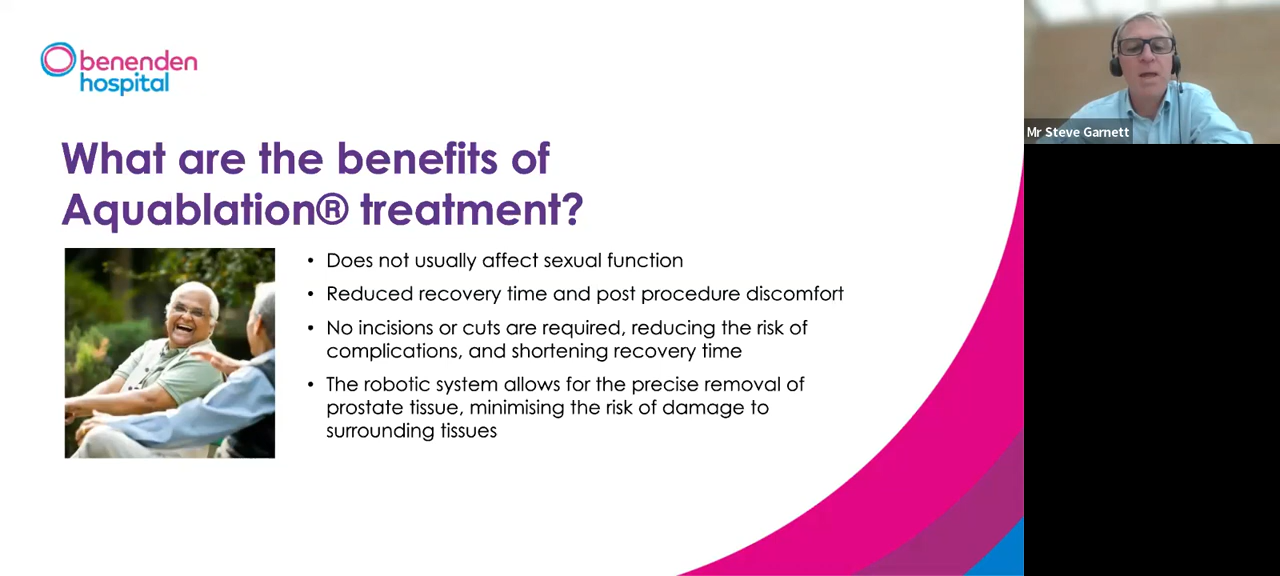 benenden
hospital
What are the benefits of
Aquablation® treatment?
• Does not usually affect sexual function
• Reduced recovery time and post procedure discomfort
• No incisions or cuts are required, reducing the risk of
complications, and shortening recovery time
• The robotic system allows for the precise removal of
prostate tissue, minimising the risk of damage to
surrounding tissues
Mr Steve Garnett